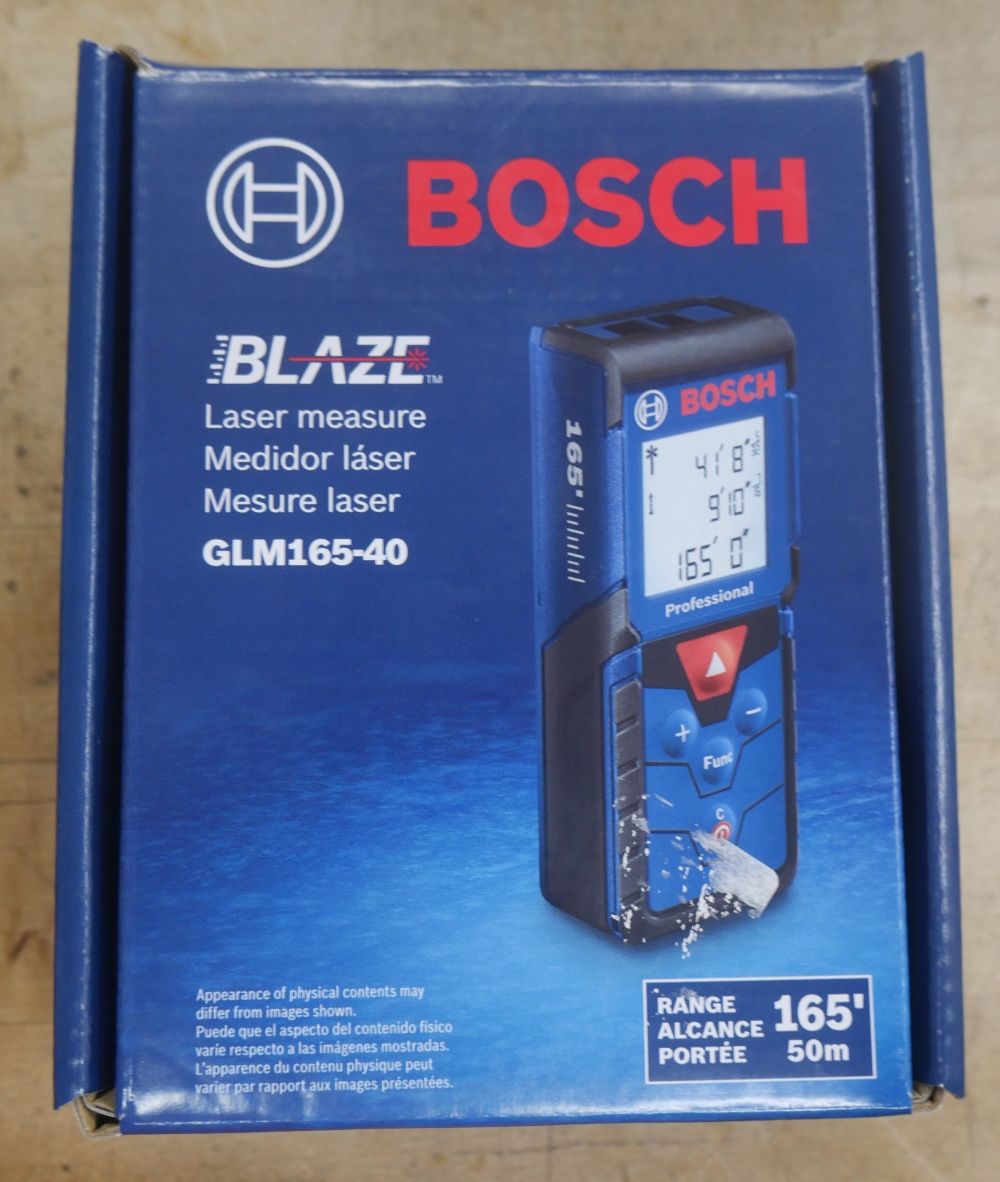 BOSCH
BLAZE™
Laser measure
Medidor láser
Mesure laser
GLM165-40
165'
BOSCH
41' 8"
9' 10"
165' 0"
Professional
+
−
Func
C
Appearance of physical contents may
differ from images shown.
Puede que el aspecto del contenido físico
varíe respecto a las imágenes mostradas.
L'apparence du contenu physique peut
varier par rapport aux images présentées.
RANGE
ALCANCE
PORTÉE
165'
50m